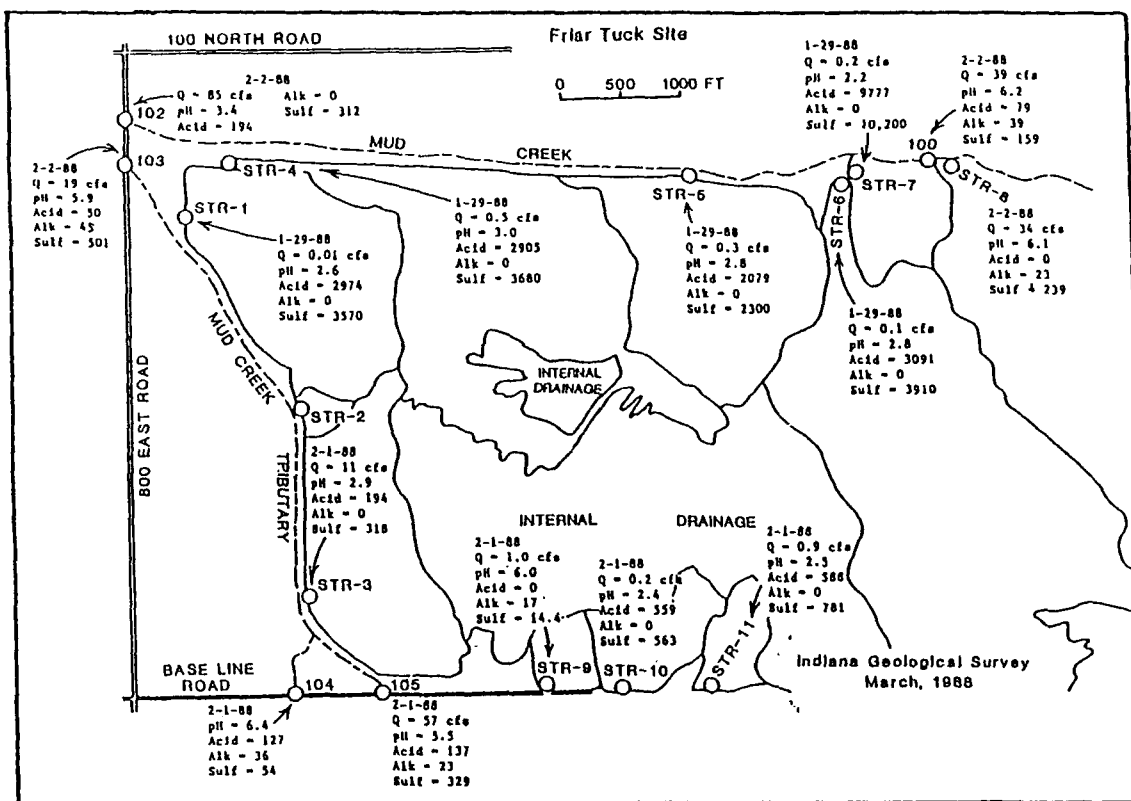 100 NORTH ROAD
Friar Tuck Site
0 500 1000 FT
2-2-88
Q = 85 cfs Alk = 0
pH = 3.4 Sulf = 312
Acid = 194
102
1-29-88
Q = 0.2 cfs
pH = 2.2
Acid = 9777
Alk = 0
Sulf = 10,200
2-2-88
Q = 39 cfs
pH = 6.2
Acid = 79
Alk = 39
Sulf = 159
100
MUD CREEK
103
2-2-88
Q = 19 cfs
pH = 5.9
Acid = 30
Alk = 45
Sulf = 501
STR-4
STR-1
STR-5
STR-6
STR-7
STR-8
1-29-88
Q = 0.01 cfs
pH = 2.6
Acid = 2974
Alk = 0
Sulf = 3570
1-29-88
Q = 0.5 cfs
pH = 3.0
Acid = 2905
Alk = 0
Sulf = 3680
1-29-88
Q = 0.3 cfs
pH = 2.8
Acid = 2079
Alk = 0
Sulf = 2300
1-29-88
Q = 0.1 cfs
pH = 2.8
Acid = 3091
Alk = 0
Sulf = 3910
2-2-88
Q = 34 cfs
pH = 6.1
Acid = 0
Alk = 23
Sulf = 239
800 EAST ROAD
MUD CREEK
TRIBUTARY
INTERNAL
DRAINAGE
STR-2
2-1-88
Q = 11 cfs
pH = 2.9
Acid = 194
Alk = 0
Sulf = 318
STR-3
INTERNAL DRAINAGE
2-1-88
Q = 1.0 cfs
pH = 6.0
Acid = 0
Alk = 17
Sulf = 14.4
STR-9
2-1-88
Q = 0.2 cfs
pH = 2.4
Acid = 359
Alk = 0
Sulf = 563
STR-10
2-1-88
Q = 0.9 cfs
pH = 2.5
Acid = 388
Alk = 0
Sulf = 781
STR-11
Indiana Geological Survey
March, 1988
BASE LINE
ROAD
104
105
2-1-88
pH = 6.4
Acid = 127
Alk = 36
Sulf = 54
2-1-88
Q = 57 cfs
pH = 5.5
Acid = 137
Alk = 23
Sulf = 329